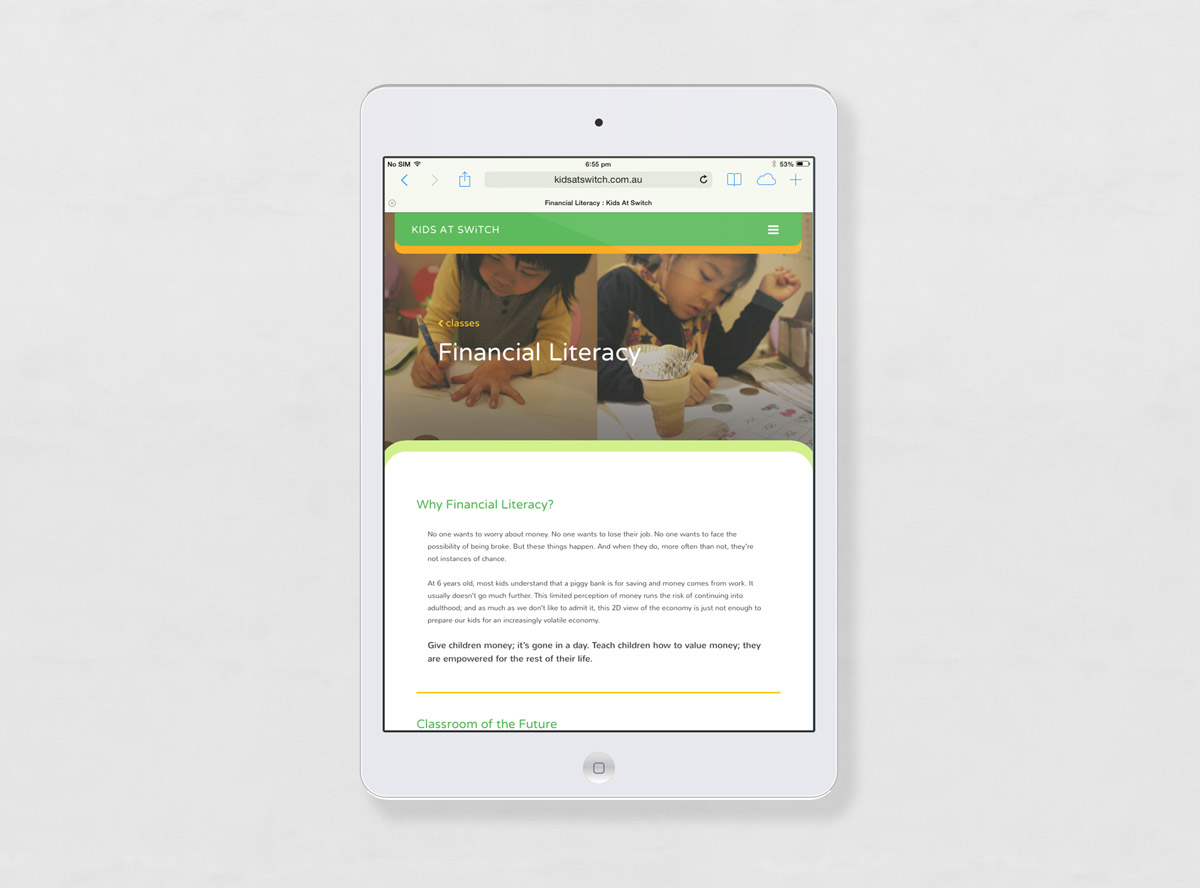 No SIM 6:55 pm 53%
kidsatswitch.com.au
Financial Literacy : Kids At Switch
KIDS AT SWiTCH
classes
Financial Literacy
Why Financial Literacy?
No one wants to worry about money. No one wants to lose their job. No one wants to face the
possibility of being broke. But these things happen. And when they do, more often than not, they're
not instances of chance.
At 6 years old, most kids understand that a piggy bank is for saving and money comes from work. It
usually doesn't go much further. This limited perception of money runs the risk of continuing into
adulthood; and as much as we don't like to admit it, this 2D view of the economy is just not enough to
prepare our kids for an increasingly volatile economy.
Give children money; it's gone in a day. Teach children how to value money; they
are empowered for the rest of their life.
Classroom of the Future